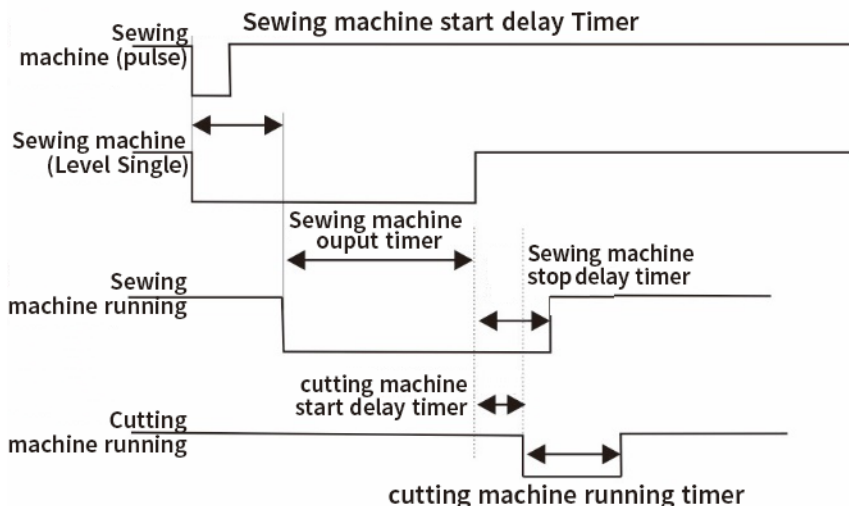 Sewing machine start delay Timer
Sewing
machine (pulse)
Sewing machine
(Level Single)
Sewing machine
ouput timer
Sewing machine
stop delay timer
Sewing
machine running
cutting machine
start delay timer
Cutting
machine running
cutting machine running timer